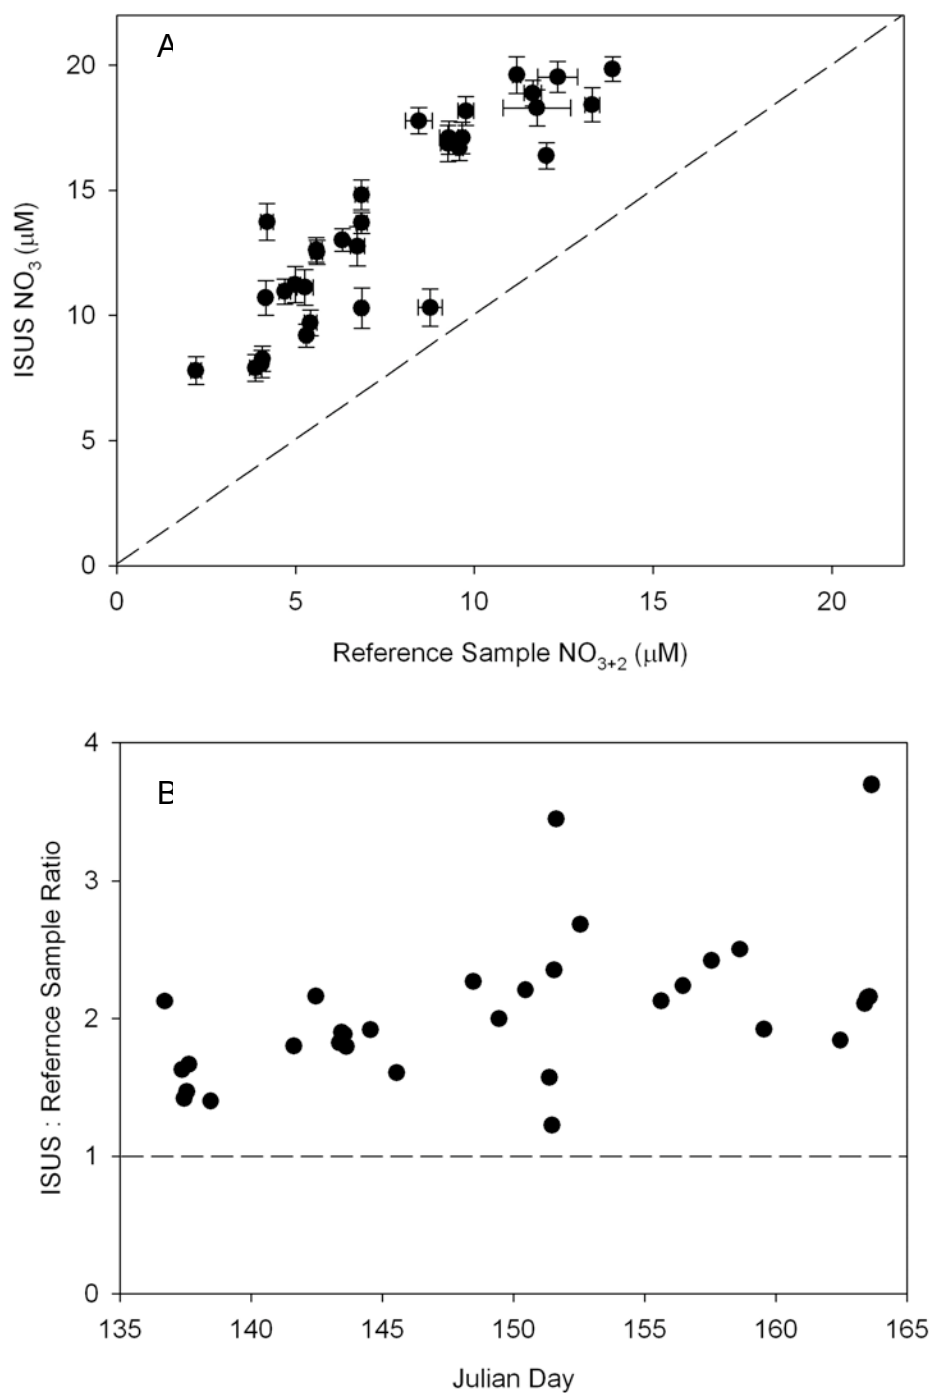 A
20
15
10
5
0
ISUS NO3 (μM)
0 5 10 15 20
Reference Sample NO3+2 (μM)
B
4
3
2
1
0
ISUS : Refernce Sample Ratio
135 140 145 150 155 160 165
Julian Day